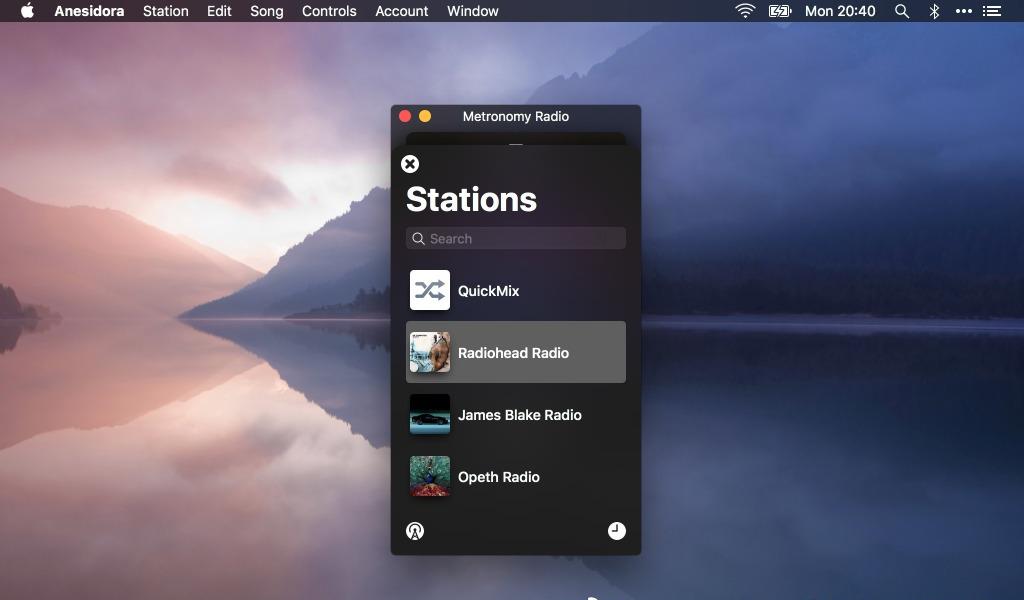 Anesidora Station Edit Song Controls Account Window Mon 20:40
Metronomy Radio
Stations
Search
QuickMix
Radiohead Radio
James Blake Radio
Opeth Radio